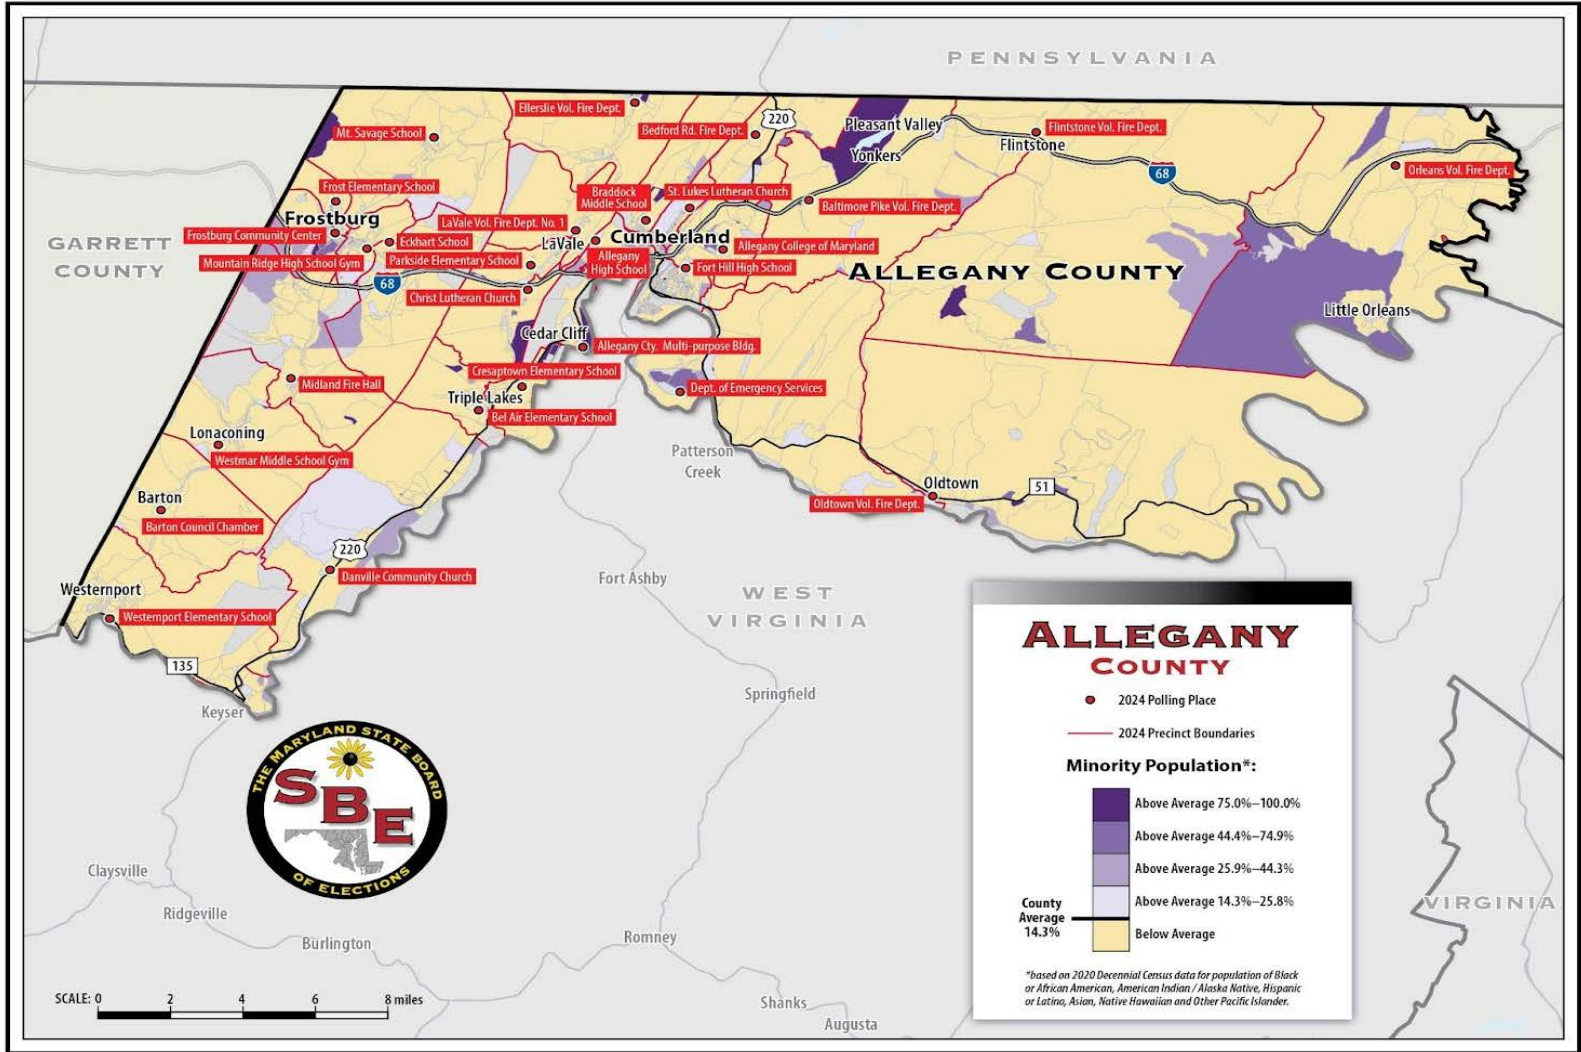 PENNSYLVANIA
Ellerslie Vol. Fire Dept.
220
Pleasant Valley
Bedford Rd. Fire Dept.
Flintstone Vol. Fire Dept.
Mt. Savage School
Flintstone
Yonkers
68
Orleans Vol. Fire Dept.
Frost Elementary School
Braddock
Middle School
St. Lukes Lutheran Church
Baltimore Pike Vol. Fire Dept.
Frostburg
LaVale Vol. Fire Dept. No. 1
Frostburg Community Center
Eckhart School
LaVale
Cumberland
Allegany College of Maryland
GARRETT
COUNTY
Mountain Ridge High School Gym
Parkside Elementary School
Allegany
High School
Fort Hill High School
ALLEGANY COUNTY
68
Christ Lutheran Church
Little Orleans
Cedar Cliff
Allegany Cty. Multi-purpose Bldg.
Cresaptown Elementary School
Midland Fire Hall
Dept. of Emergency Services
Triple Lakes
Bel Air Elementary School
Lonaconing
Westmar Middle School Gym
Patterson
Creek
Oldtown
51
Barton
Oldtown Vol. Fire Dept.
Barton Council Chamber
220
Danville Community Church
Fort Ashby
WEST
VIRGINIA
Westernport
Westernport Elementary School
135
Keyser
Springfield
ALLEGANY
COUNTY
2024 Polling Place
2024 Precinct Boundaries
Minority Population*:
Above Average 75.0%–100.0%
Above Average 44.4%–74.9%
Above Average 25.9%–44.3%
Above Average 14.3%–25.8%
County
Average
14.3%
Below Average
*based on 2020 Decennial Census data for population of Black
or African American, American Indian / Alaska Native, Hispanic
or Latino, Asian, Native Hawaiian and Other Pacific Islander.
VIRGINIA
THE MARYLAND STATE BOARD
SBE
OF ELECTIONS
Claysville
Ridgeville
Burlington
Romney
Shanks
Augusta
SCALE: 0 2 4 6 8 miles